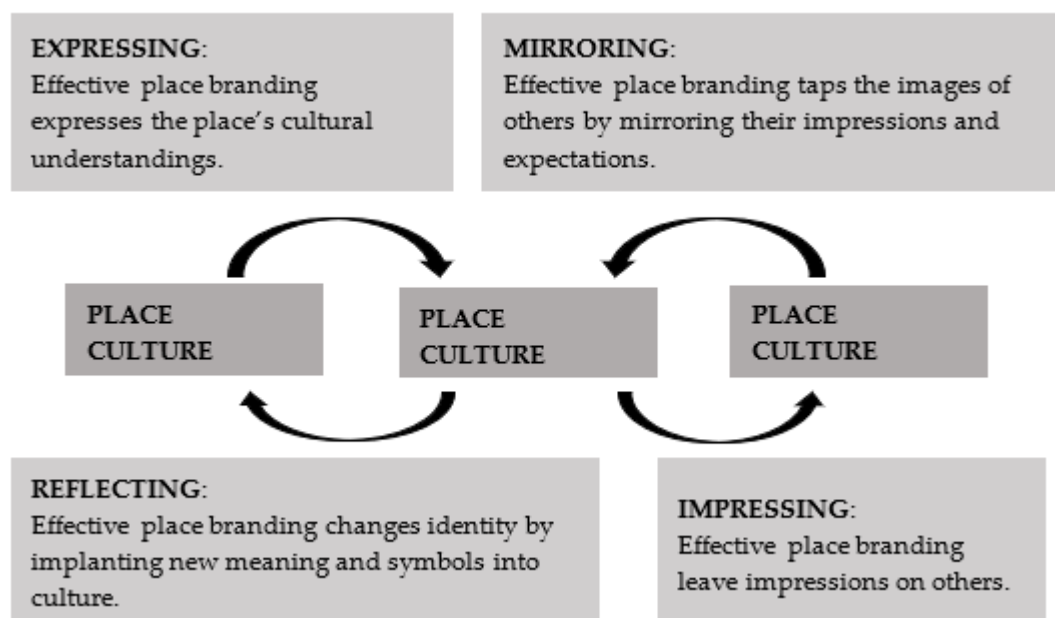 EXPRESSING:
Effective place branding
expresses the place's cultural
understandings.
MIRRORING:
Effective place branding taps the images of
others by mirroring their impressions and
expectations.
PLACE
CULTURE
PLACE
CULTURE
PLACE
CULTURE
REFLECTING:
Effective place branding changes identity by
implanting new meaning and symbols into
culture.
IMPRESSING:
Effective place branding
leave impressions on others.